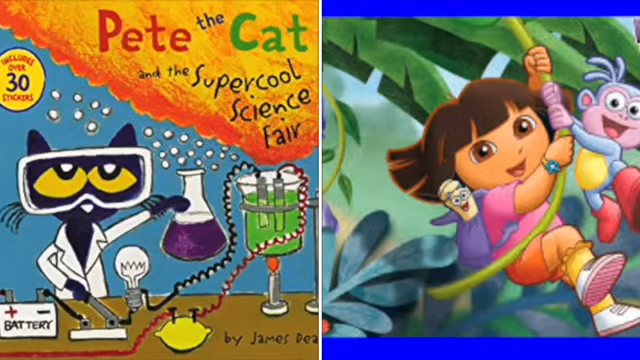 Pete the Cat
and the Supercool
Science
Fair
INCLUDES
OVER
30
STICKERS
+ -
BATTERY
by James Dea